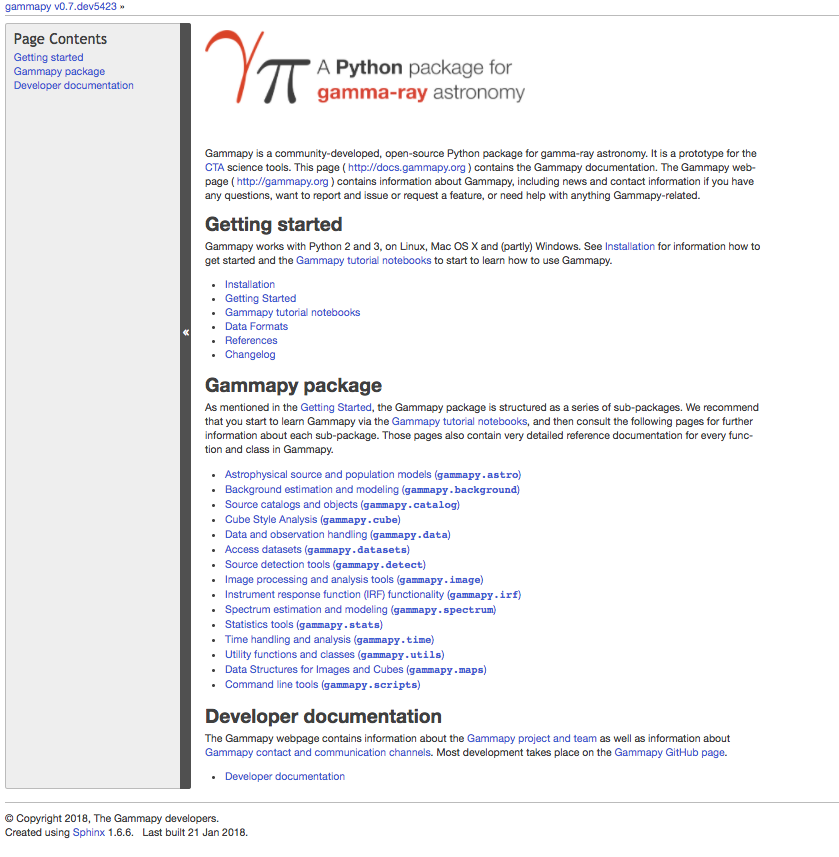 gammapy v0.7.dev5423 »
Page Contents
Getting started
Gammapy package
Developer documentation
«
γπ A Python package for
gamma-ray astronomy
Gammapy is a community-developed, open-source Python package for gamma-ray astronomy. It is a prototype for the
CTA science tools. This page ( http://docs.gammapy.org ) contains the Gammapy documentation. The Gammapy web-
page ( http://gammapy.org ) contains information about Gammapy, including news and contact information if you have
any questions, want to report and issue or request a feature, or need help with anything Gammapy-related.
Getting started
Gammapy works with Python 2 and 3, on Linux, Mac OS X and (partly) Windows. See Installation for information how to
get started and the Gammapy tutorial notebooks to start to learn how to use Gammapy.
• Installation
• Getting Started
• Gammapy tutorial notebooks
• Data Formats
• References
• Changelog
Gammapy package
As mentioned in the Getting Started, the Gammapy package is structured as a series of sub-packages. We recommend
that you start to learn Gammapy via the Gammapy tutorial notebooks, and then consult the following pages for further
information about each sub-package. Those pages also contain very detailed reference documentation for every func-
tion and class in Gammapy.
• Astrophysical source and population models (gammapy.astro)
• Background estimation and modeling (gammapy.background)
• Source catalogs and objects (gammapy.catalog)
• Cube Style Analysis (gammapy.cube)
• Data and observation handling (gammapy.data)
• Access datasets (gammapy.datasets)
• Source detection tools (gammapy.detect)
• Image processing and analysis tools (gammapy.image)
• Instrument response function (IRF) functionality (gammapy.irf)
• Spectrum estimation and modeling (gammapy.spectrum)
• Statistics tools (gammapy.stats)
• Time handling and analysis (gammapy.time)
• Utility functions and classes (gammapy.utils)
• Data Structures for Images and Cubes (gammapy.maps)
• Command line tools (gammapy.scripts)
Developer documentation
The Gammapy webpage contains information about the Gammapy project and team as well as information about
Gammapy contact and communication channels. Most development takes place on the Gammapy GitHub page.
• Developer documentation
© Copyright 2018, The Gammapy developers.
Created using Sphinx 1.6.6. Last built 21 Jan 2018.